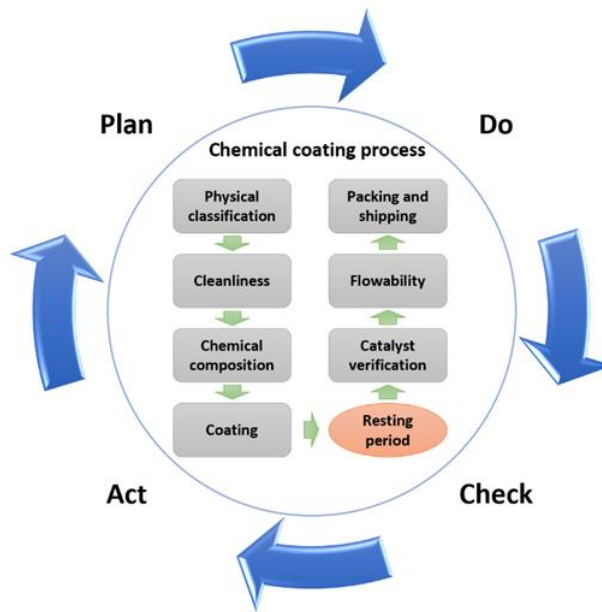 Plan
Do
Chemical coating process
Physical
classification
Cleanliness
Chemical
composition
Coating
Resting
period
Catalyst
verification
Flowability
Packing and
shipping
Act
Check